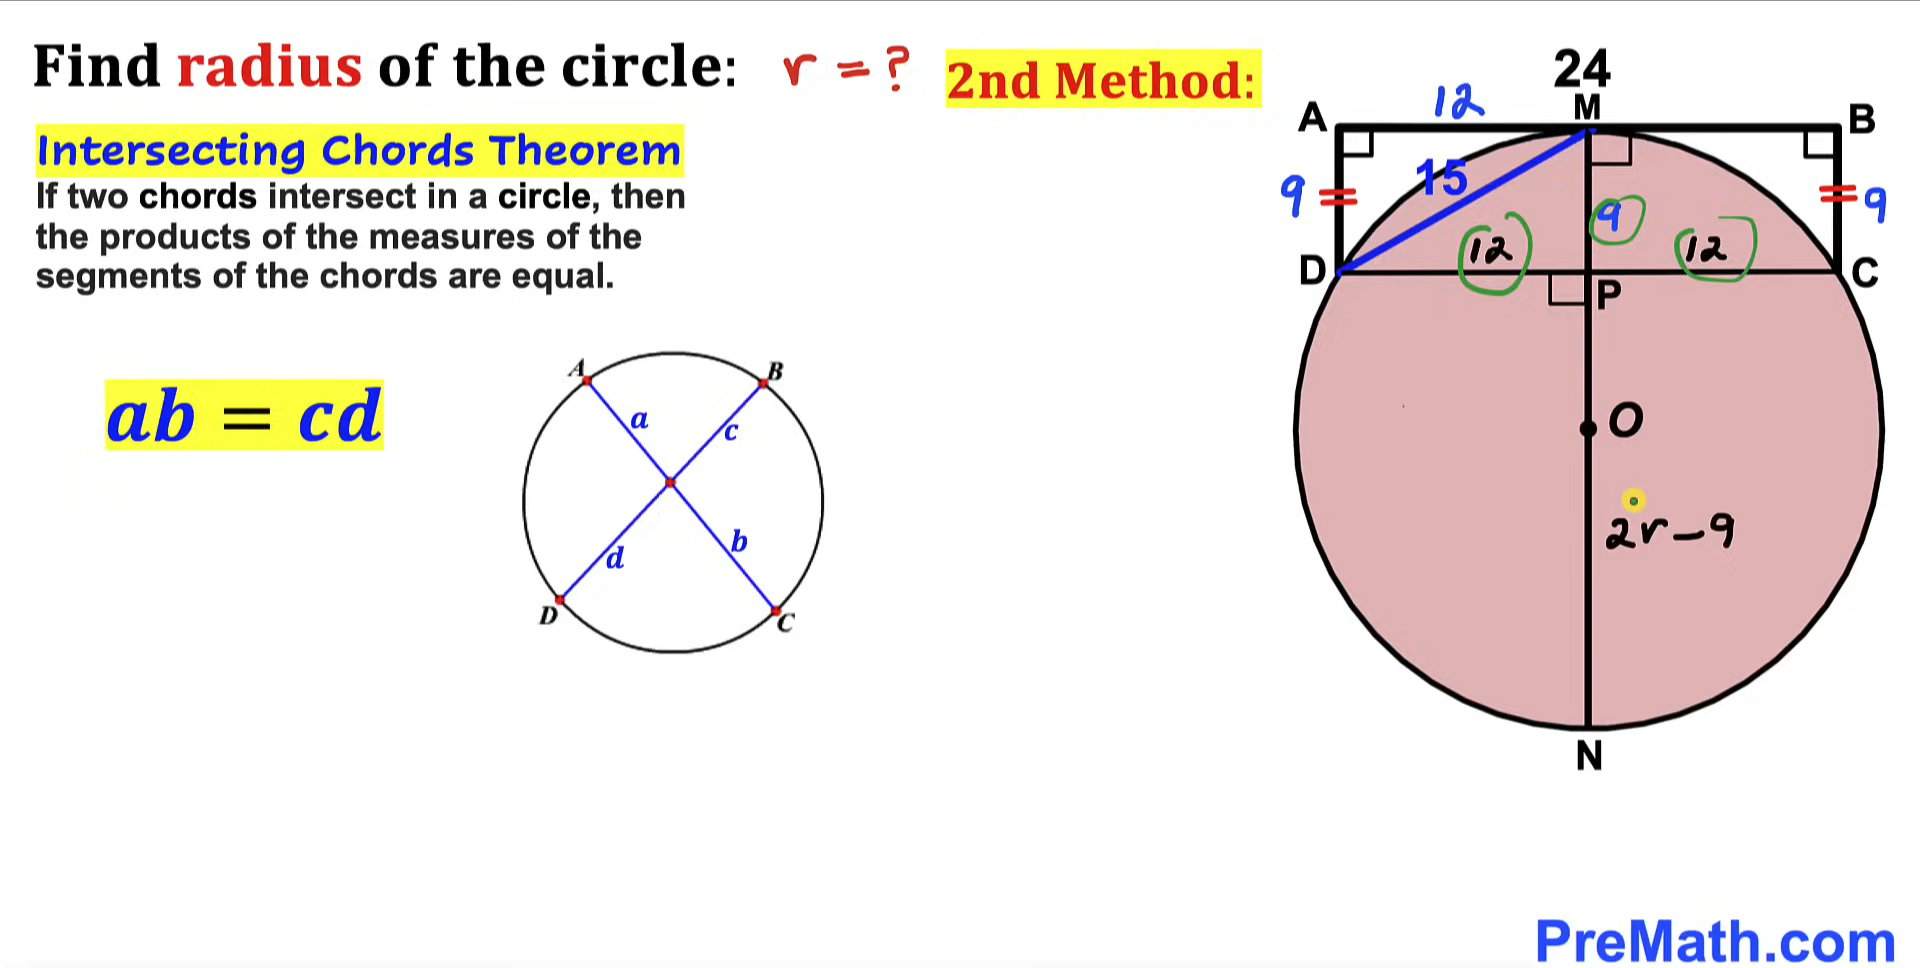 Find radius of the circle: r = ?
2nd Method:
Intersecting Chords Theorem
If two chords intersect in a circle, then
the products of the measures of the
segments of the chords are equal.
ab = cd
A
B
a
c
d
b
D
C
24
12
M
A
B
15
9
9
9
12
12
D
C
P
O
2r-9
N
PreMath.com